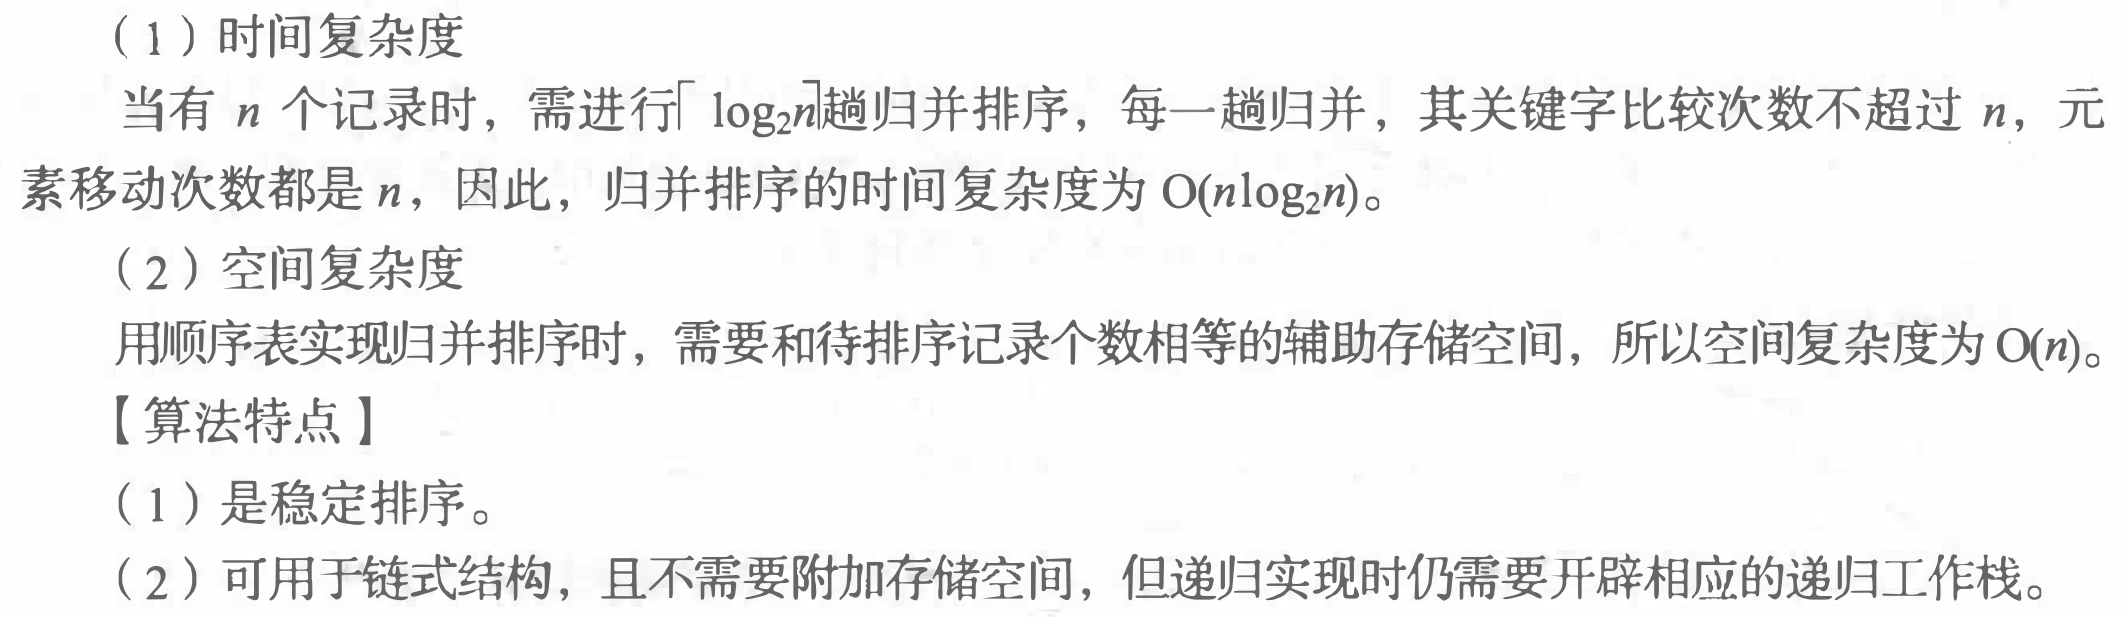 （1）时间复杂度
当有 n 个记录时，需进行⌈log₂n⌉趟归并排序，每一趟归并，其关键字比较次数不超过 n，元
素移动次数都是 n，因此，归并排序的时间复杂度为 O(nlog₂n)。
（2）空间复杂度
用顺序表实现归并排序时，需要和待排序记录个数相等的辅助存储空间，所以空间复杂度为 O(n)。
【算法特点】
（1）是稳定排序。
（2）可用于链式结构，且不需要附加存储空间，但递归实现时仍需要开辟相应的递归工作栈。